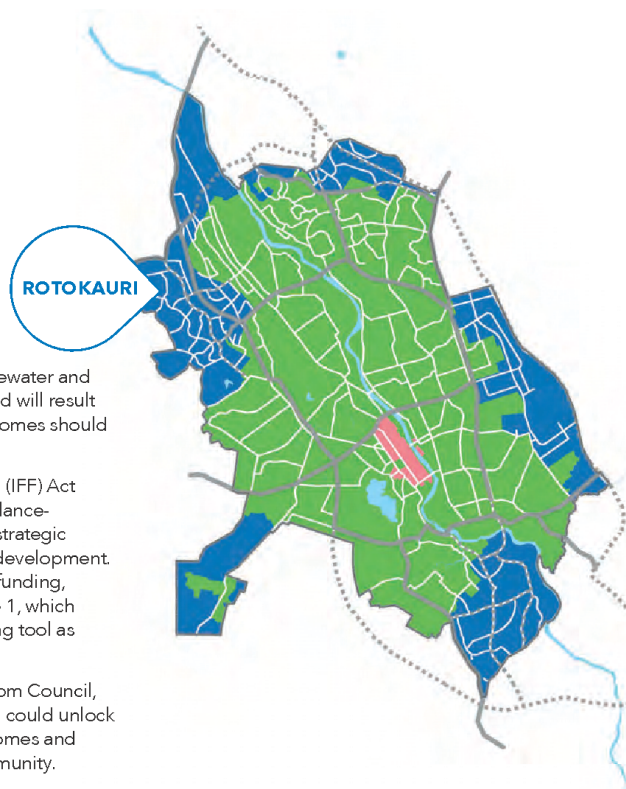 ROTOKAURI
ewater and
d will result
omes should
(IFF) Act
lance-
strategic
development.
funding,
1, which
ng tool as
om Council,
could unlock
omes and
munity.